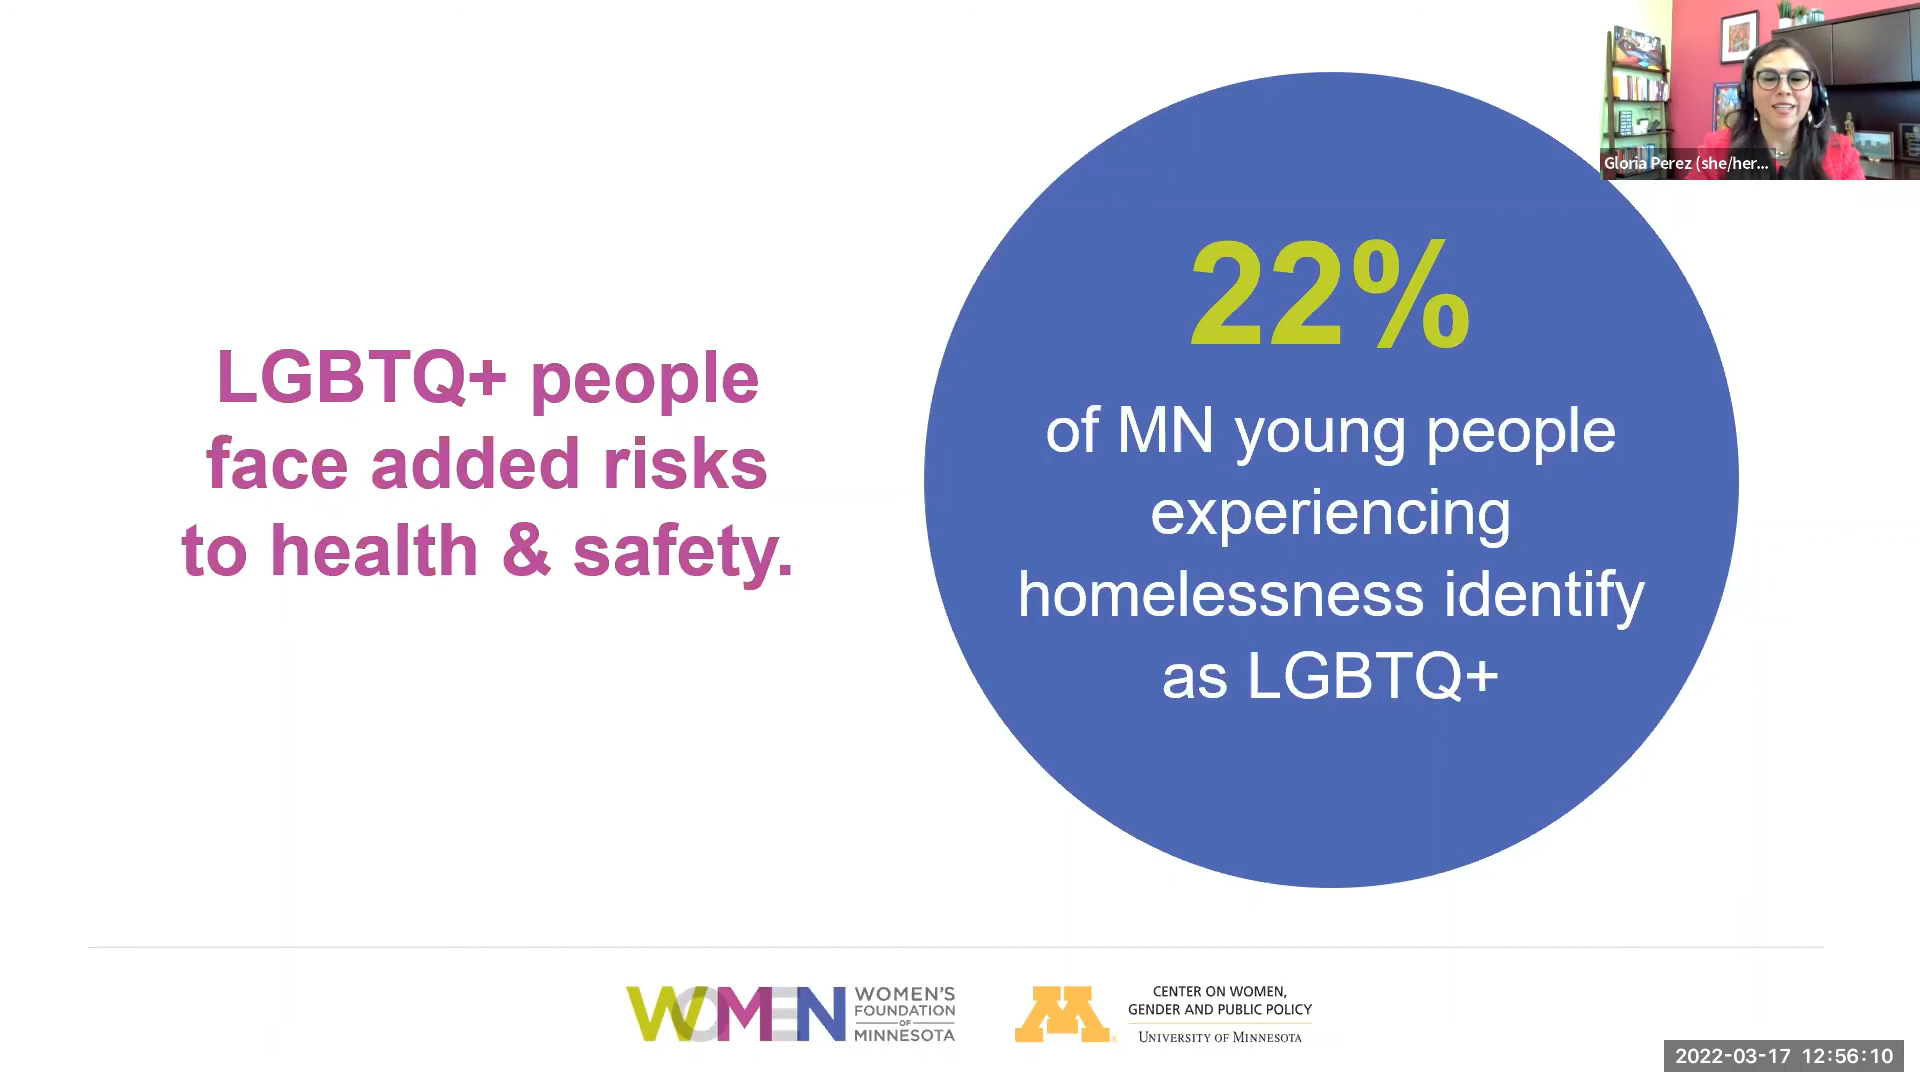 Gloria Perez (she/her...
22%
of MN young people
experiencing
homelessness identify
as LGBTQ+
LGBTQ+ people
face added risks
to health & safety.
WOMEN
WOMEN'S
FOUNDATION
OF
MINNESOTA
M
CENTER ON WOMEN,
GENDER AND PUBLIC POLICY
UNIVERSITY OF MINNESOTA
2022-03-17 12:56:10